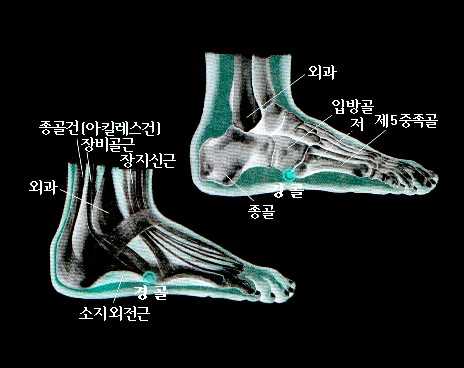 외과
입방골
저
제5중족골
경 골
종골
종골건(아킬레스건)
장비골근
장지신근
외과
경 골
소지외전근